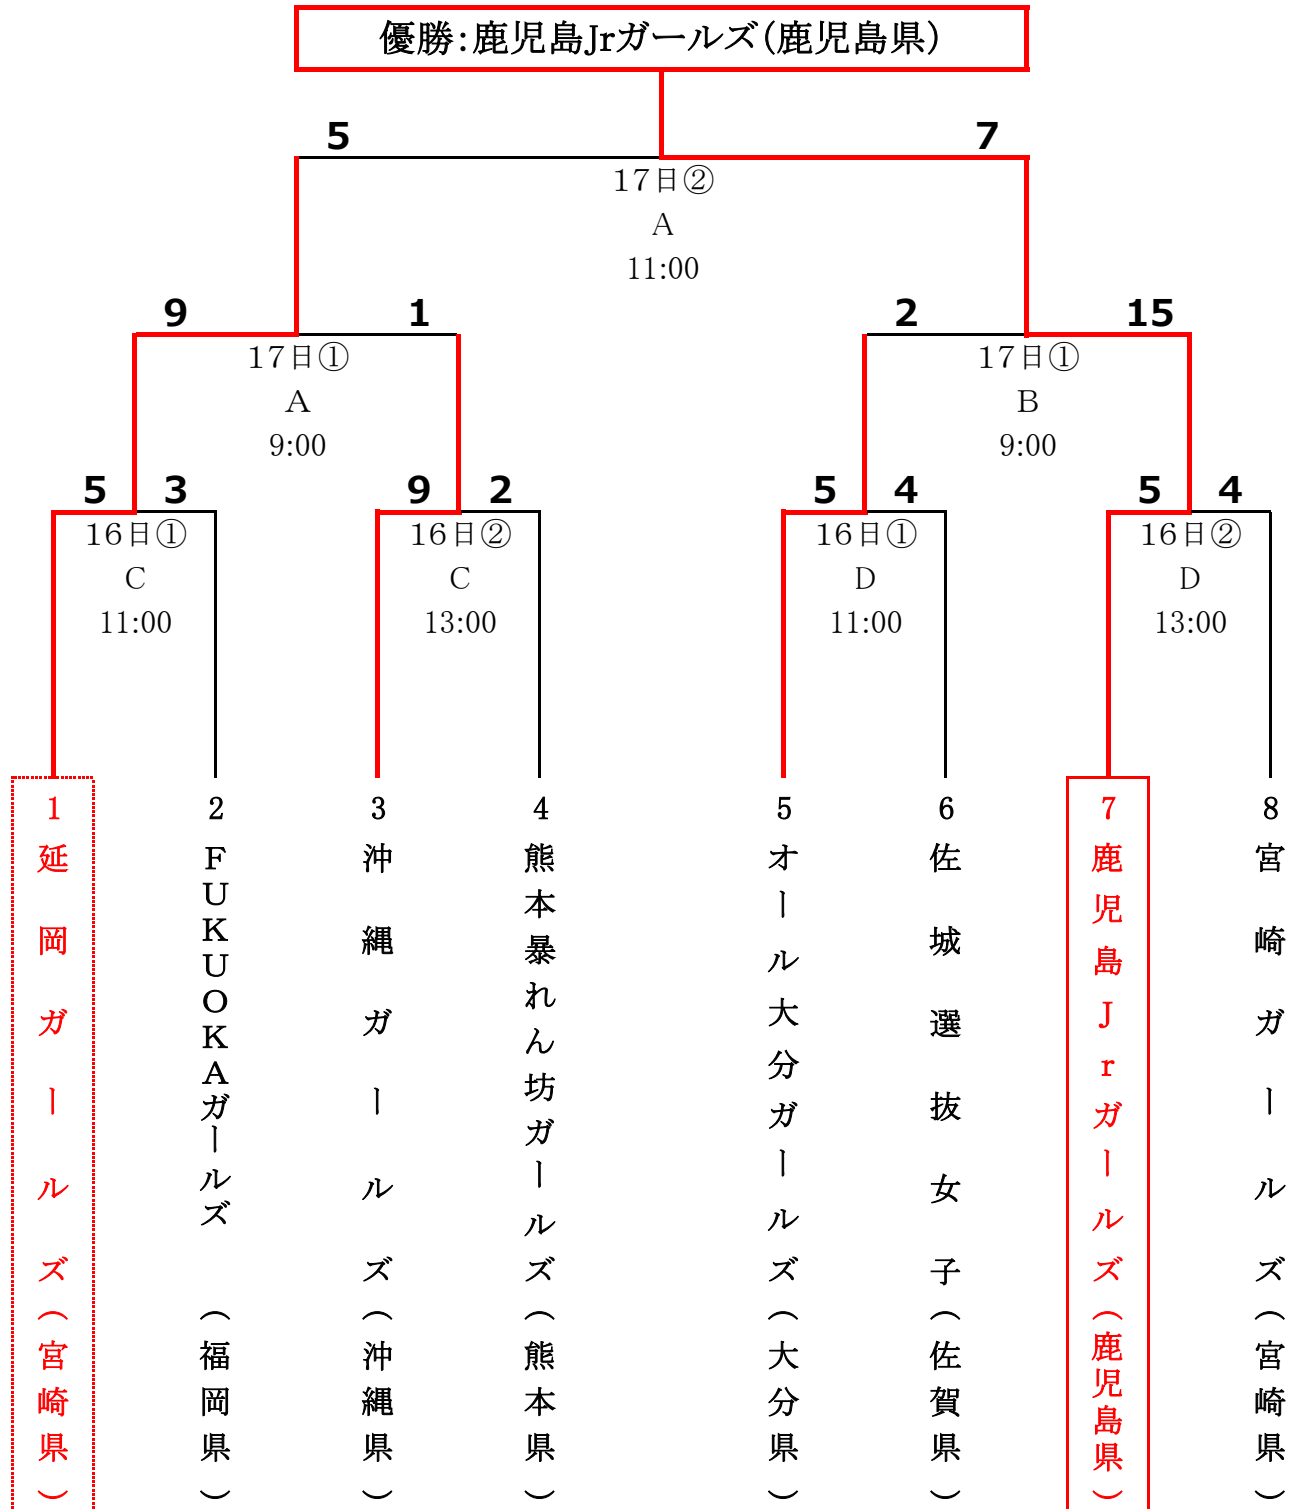 優勝:鹿児島Jrガールズ(鹿児島県)
5
7
17日②
A
11:00
9
1
2
15
17日①
A
9:00
17日①
B
9:00
5
3
9
2
5
4
5
4
16日①
C
11:00
16日②
C
13:00
16日①
D
11:00
16日②
D
13:00
1
延岡ガールズ(宮崎県)
2
FUKUOKAガールズ (福岡県)
3
沖縄ガールズ(沖縄県)
4
熊本暴れん坊ガールズ(熊本県)
5
オール大分ガールズ(大分県)
6
佐城選抜女子(佐賀県)
7
鹿児島Jrガールズ(鹿児島県)
8
宮崎ガールズ(宮崎県)